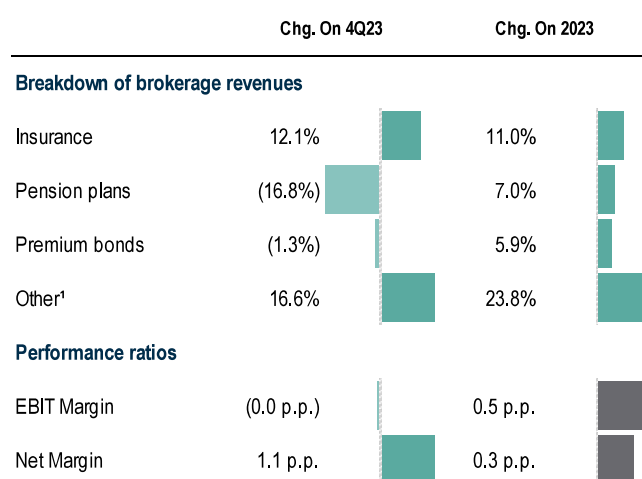 Chg. On 4Q23 Chg. On 2023
Breakdown of brokerage revenues
Insurance 12.1% 11.0%
Pension plans (16.8%) 7.0%
Premium bonds (1.3%) 5.9%
Other¹ 16.6% 23.8%
Performance ratios
EBIT Margin (0.0 p.p.) 0.5 p.p.
Net Margin 1.1 p.p. 0.3 p.p.